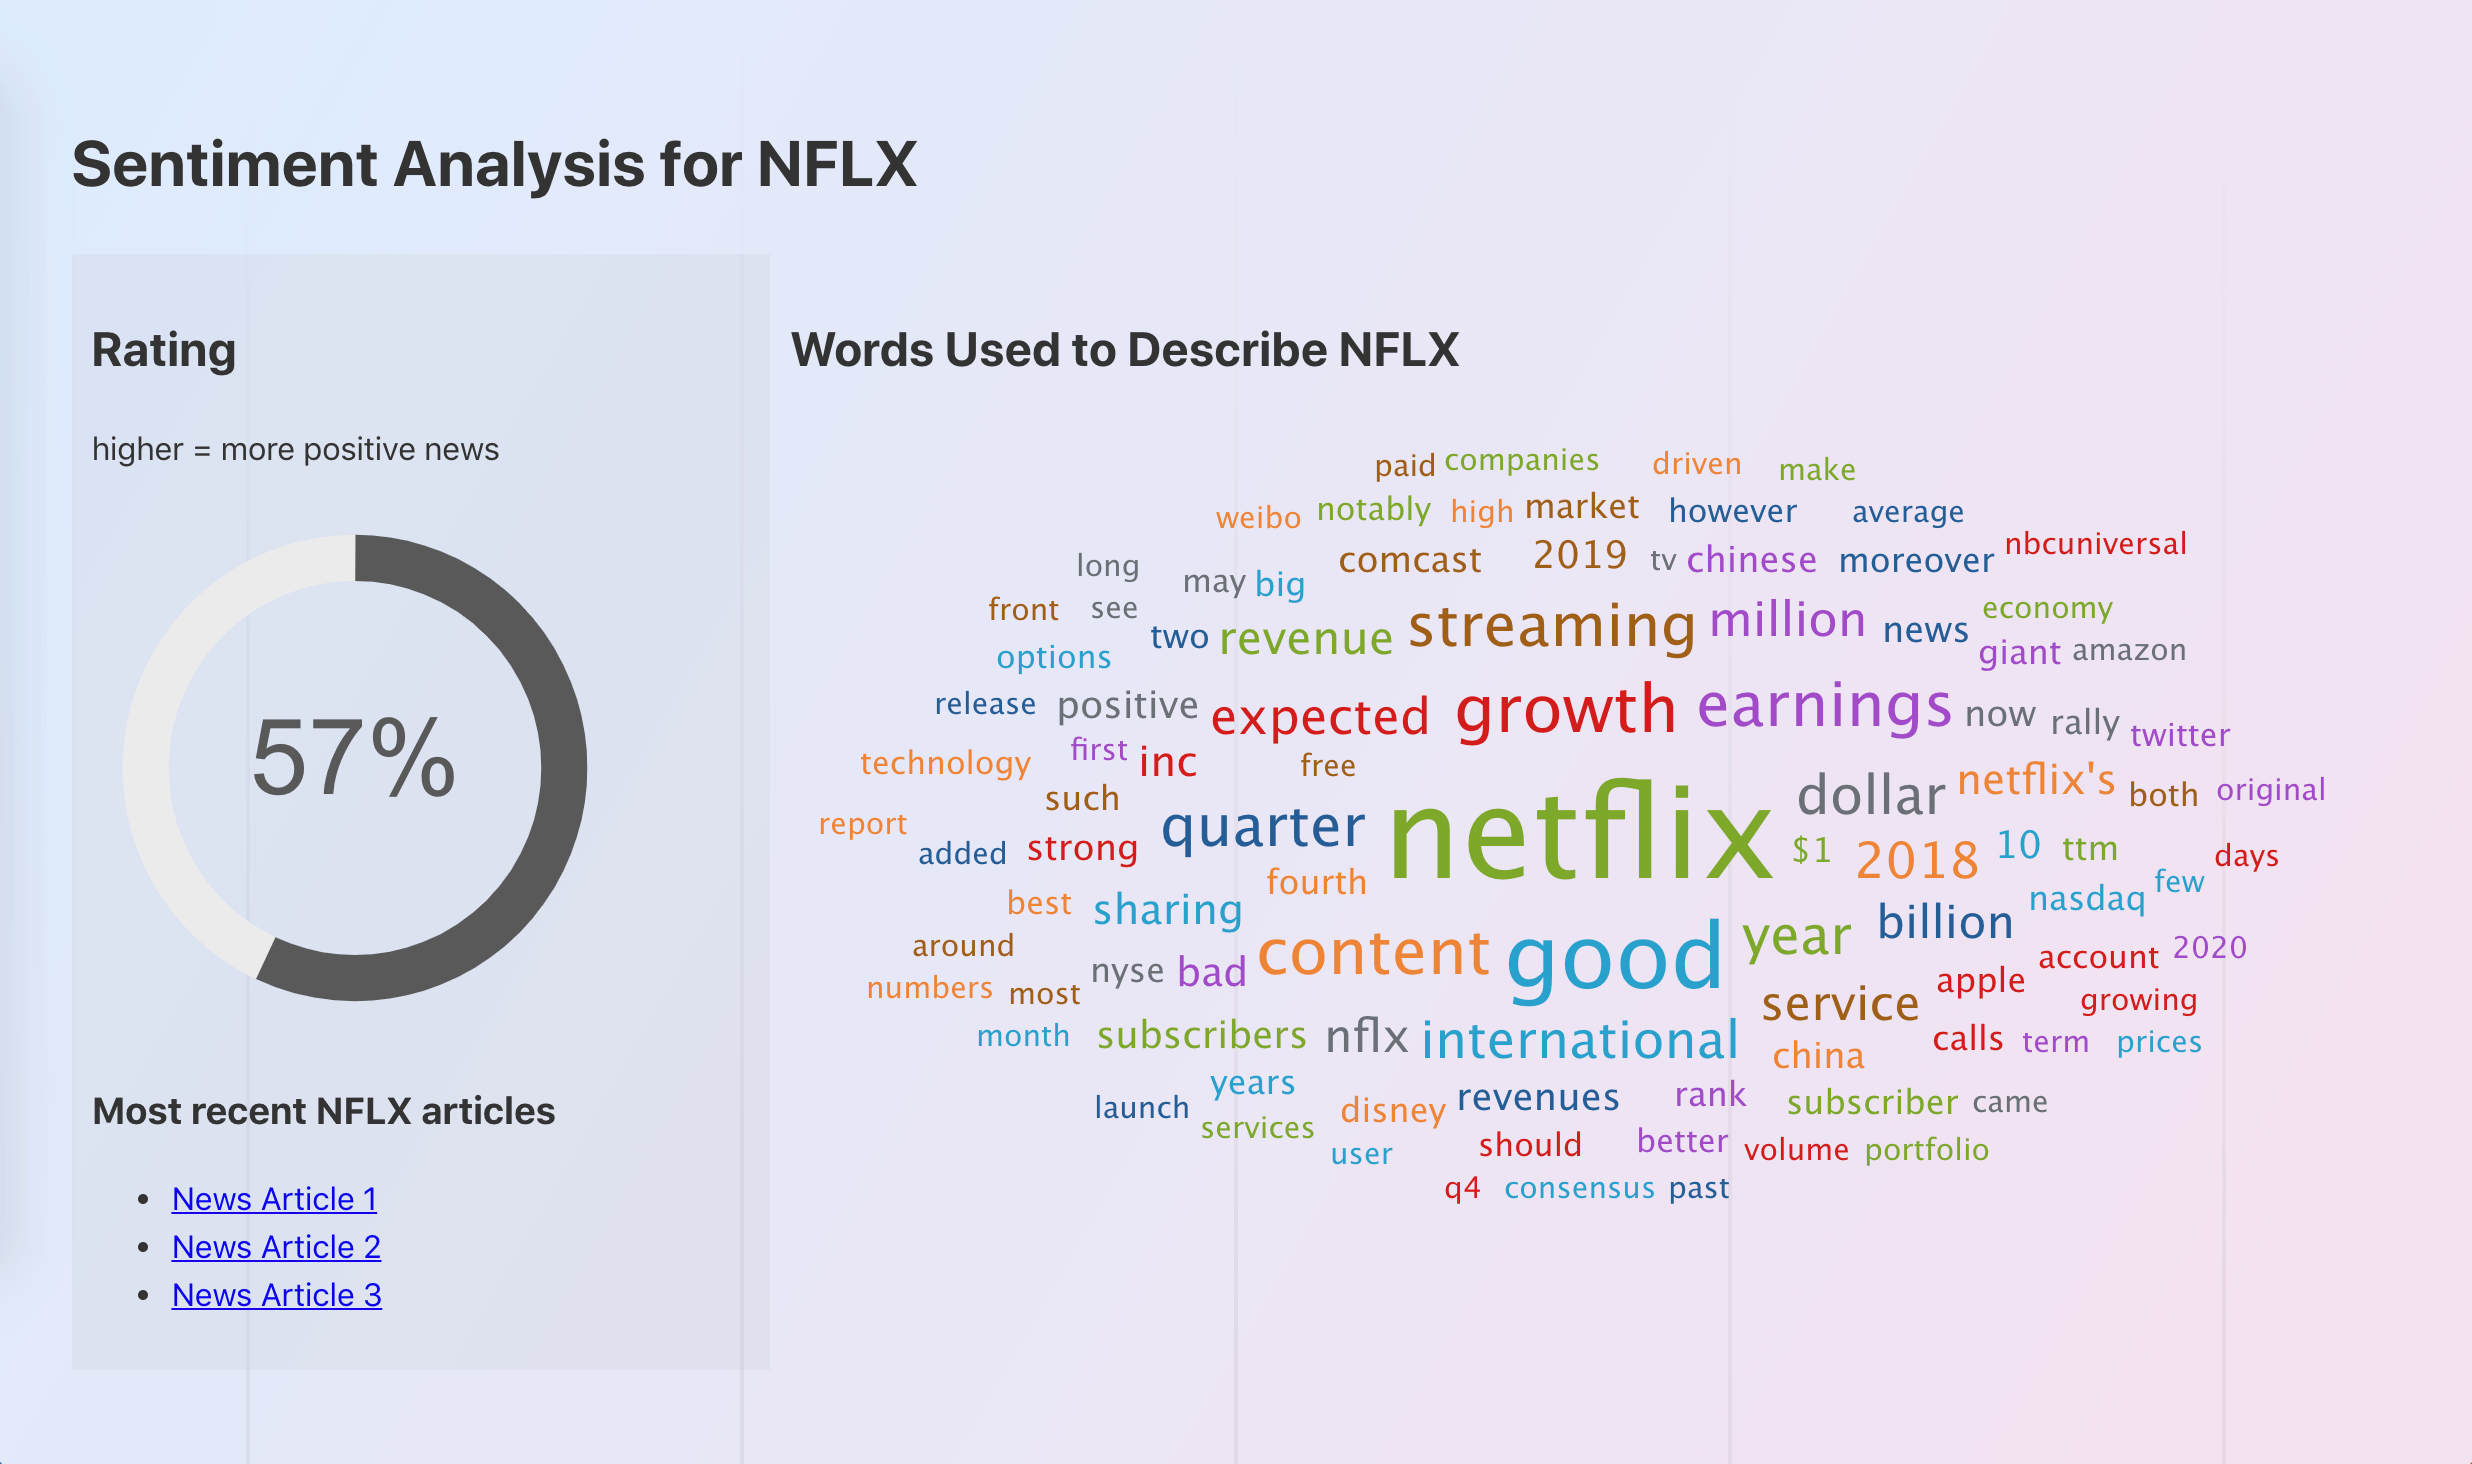 Sentiment Analysis for NFLX
Rating
higher = more positive news
57%
Most recent NFLX articles
• News Article 1
• News Article 2
• News Article 3
Words Used to Describe NFLX
paid companies driven make
weibo notably high market however average
long may big comcast 2019 tv chinese moreover nbcuniversal
front see two revenue streaming million news economy
options giant amazon
release positive expected growth earnings now rally twitter
technology first inc free
such quarter netflix dollar netflix's both original
report added strong $1 2018 10 ttm days
fourth
best sharing nasdaq few
around nyse bad content good year billion account 2020
numbers most service apple growing
month subscribers nflx international china calls term prices
years
launch services disney revenues rank subscriber came
user should better volume portfolio
q4 consensus past